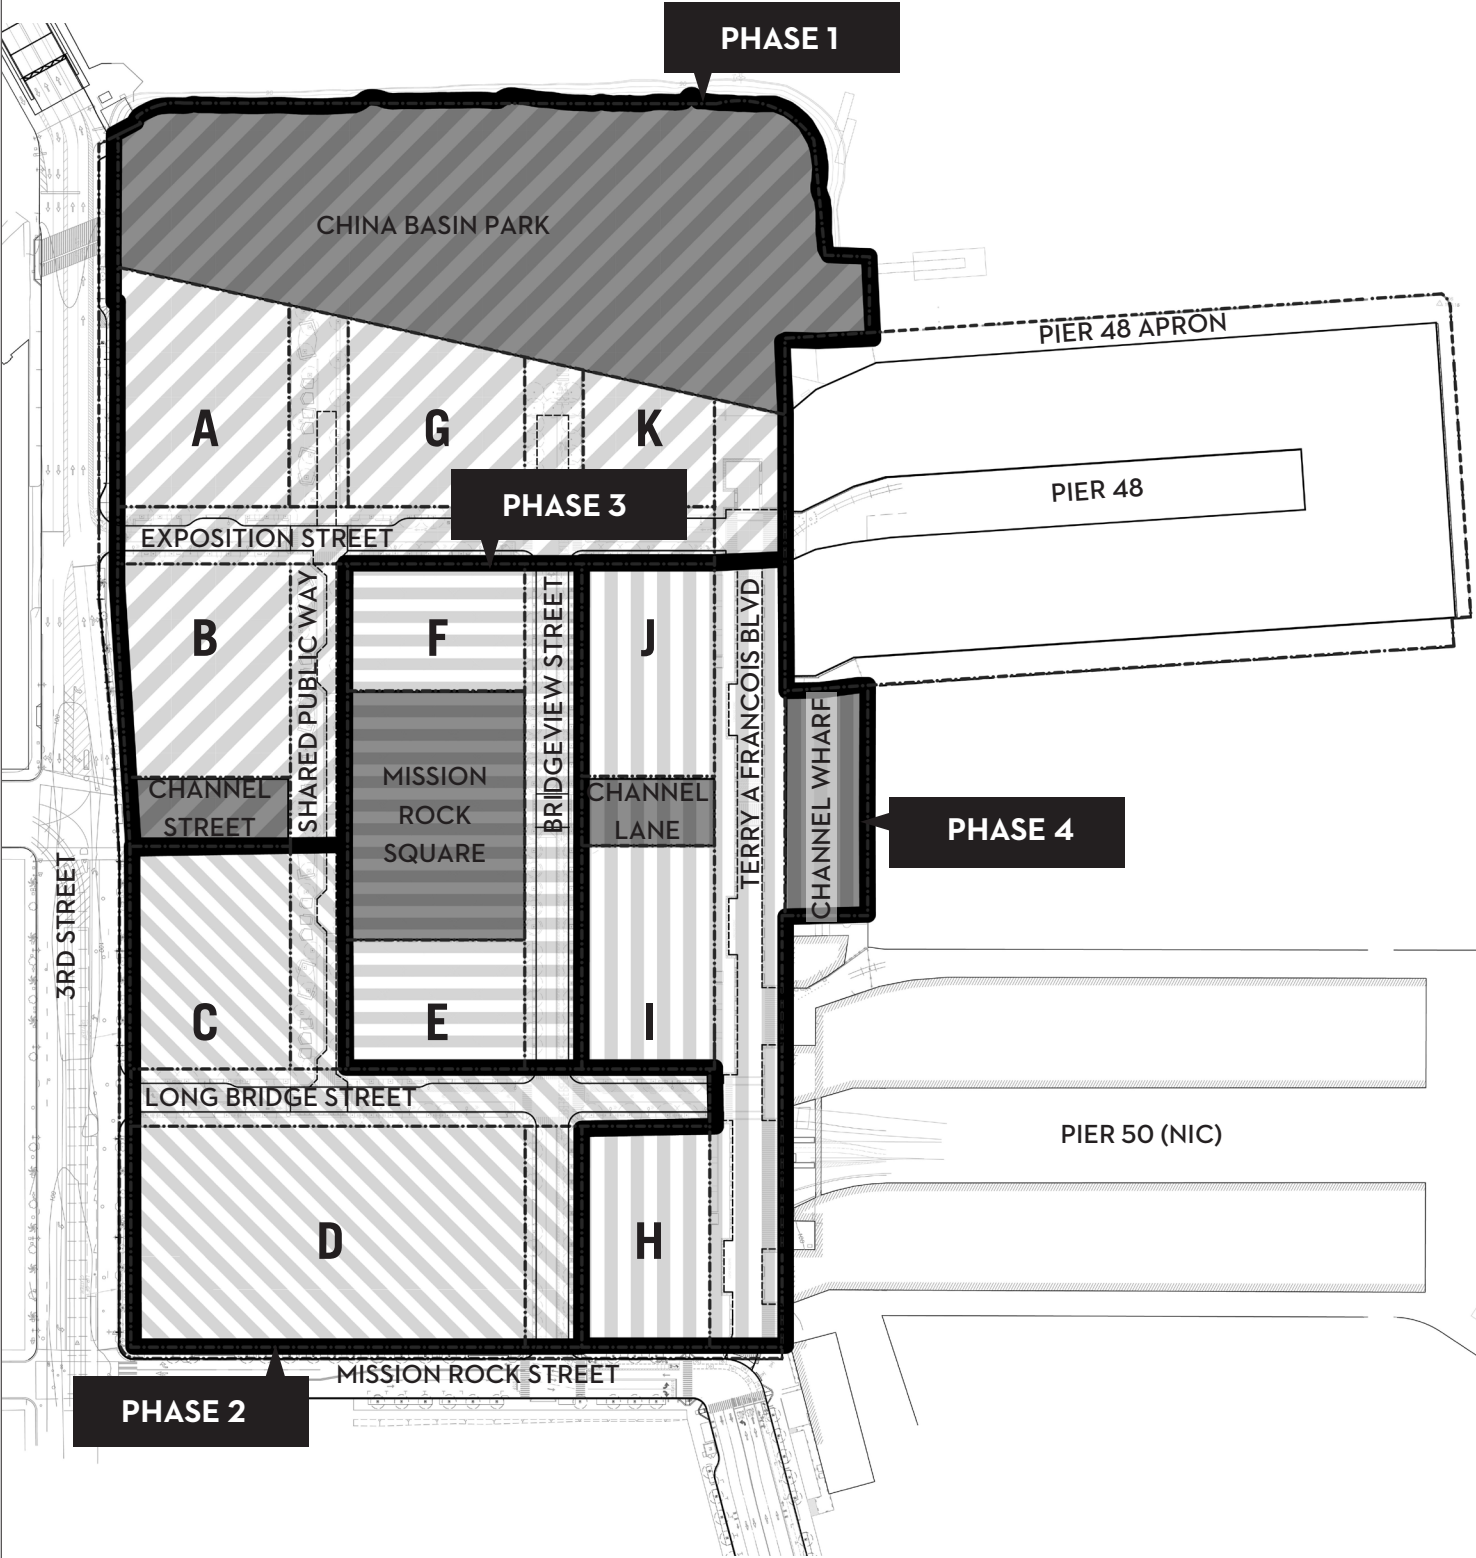 PHASE 1
CHINA BASIN PARK
PIER 48 APRON
A
G
K
PHASE 3
PIER 48
EXPOSITION STREET
B
SHARED PUBLIC WAY
F
BRIDGEVIEW STREET
J
TERRY A FRANCOIS BLVD
CHANNEL WHARF
CHANNEL
STREET
MISSION
ROCK
SQUARE
CHANNEL
LANE
PHASE 4
3RD STREET
C
E
I
LONG BRIDGE STREET
PIER 50 (NIC)
D
H
MISSION ROCK STREET
PHASE 2